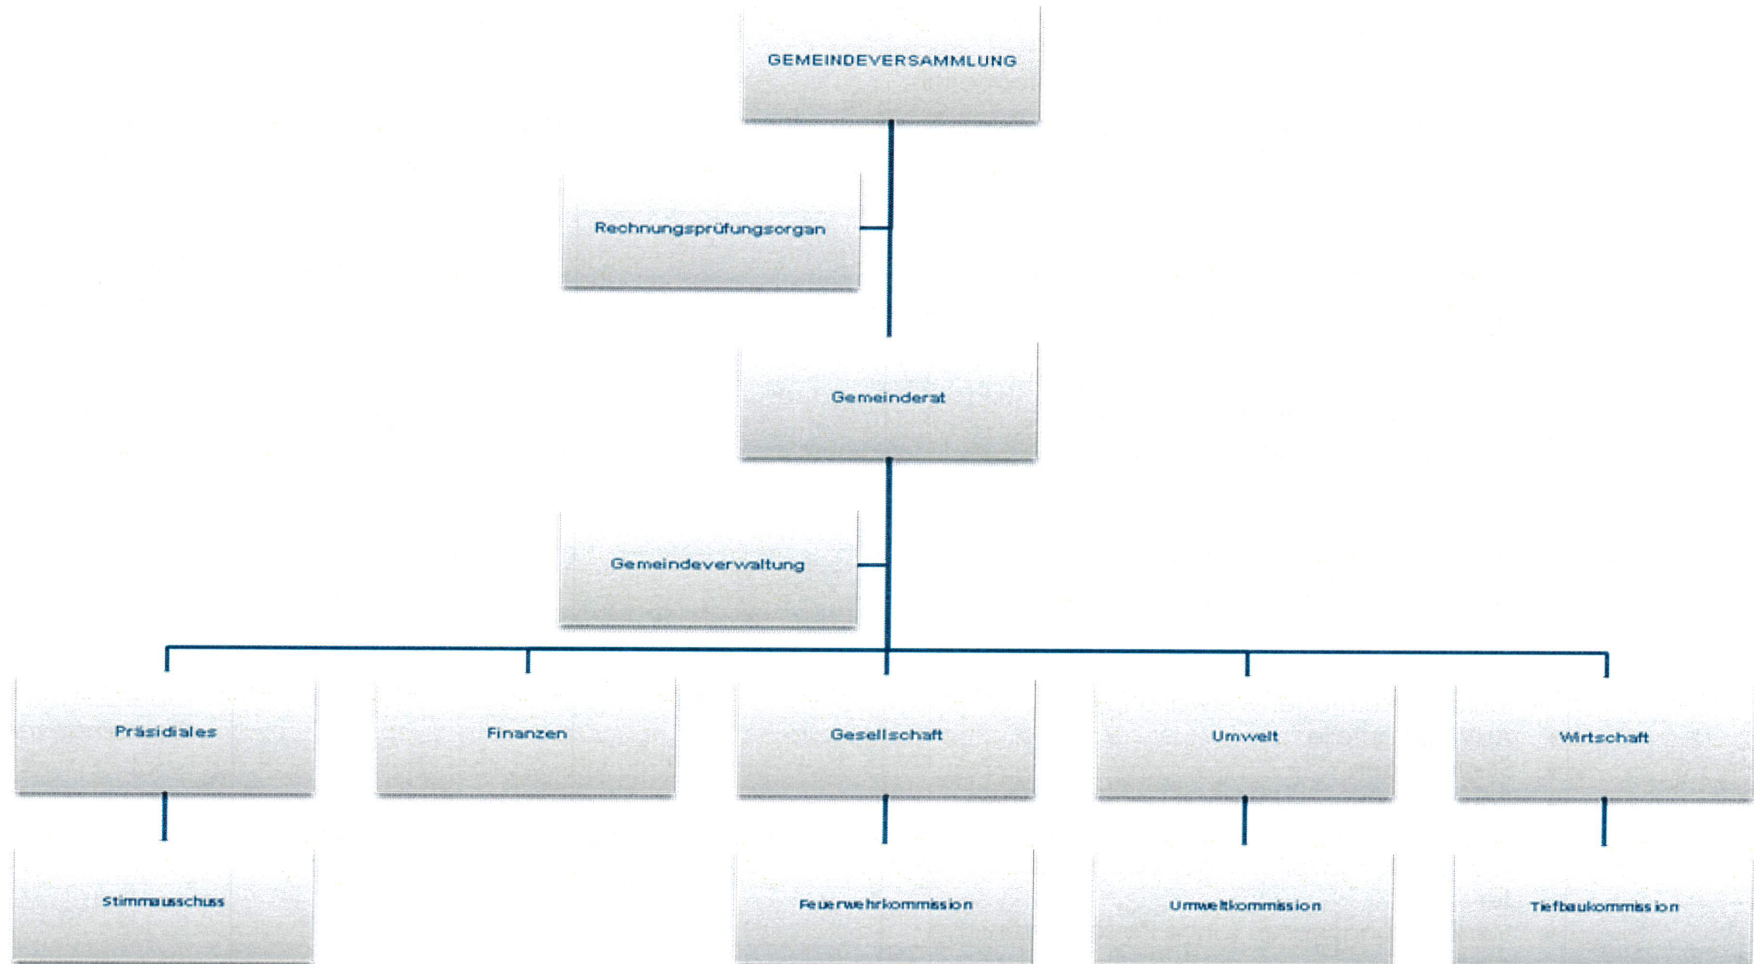 GEMEINDEVERSAMMLUNG
Rechnungsprüfungsorgan
Gemeinderat
Gemeindeverwaltung
Präsidiales
Finanzen
Gesellschaft
Umwelt
Wirtschaft
Stimmausschuss
Feuerwehrkommission
Umweltkommission
Tiefbaukommission